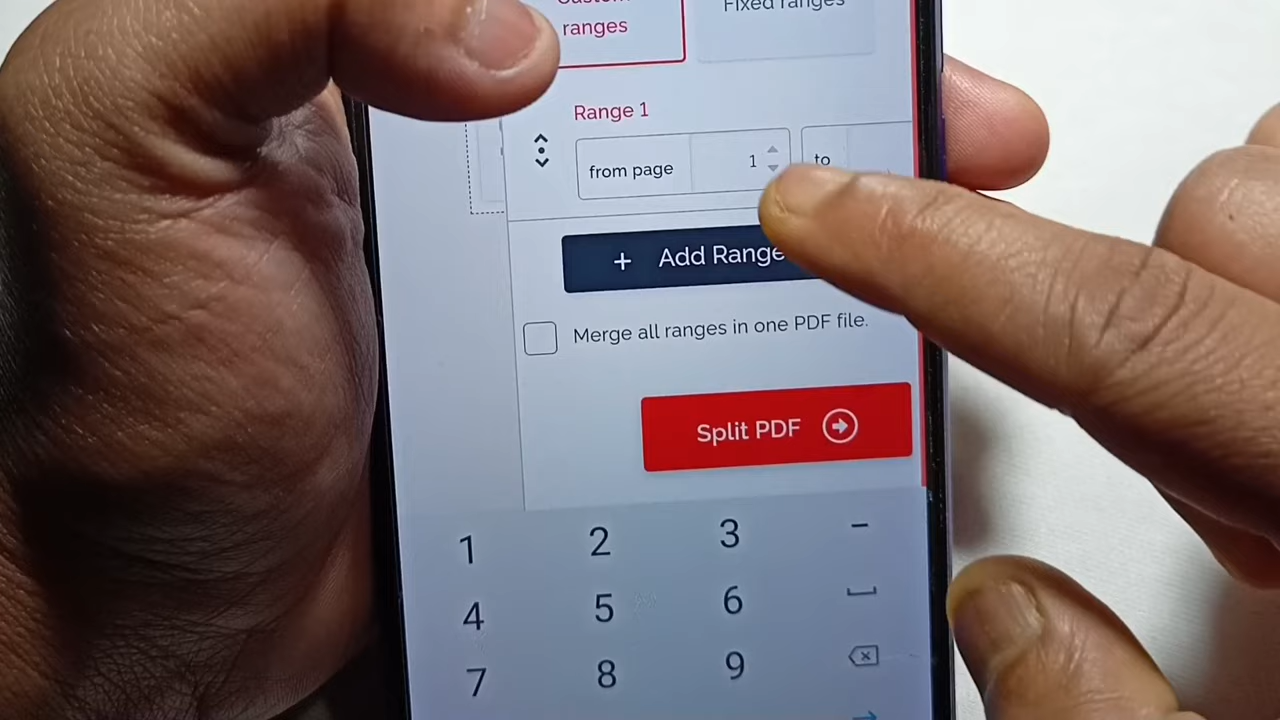 Custom
ranges
Fixed ranges
Range 1
from page 1 to
+ Add Range
Merge all ranges in one PDF file.
Split PDF
1 2 3 -
4 5 6
7 8 9